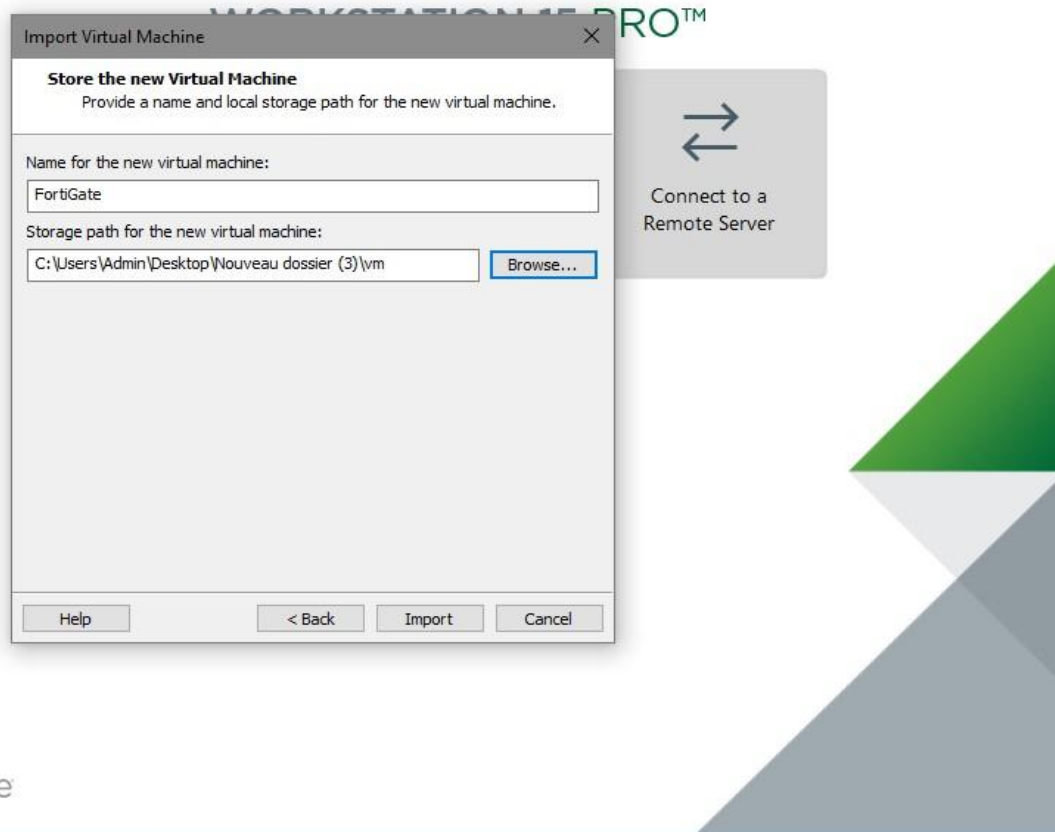 WORKSTATION 15 PRO™
Import Virtual Machine
Store the new Virtual Machine
Provide a name and local storage path for the new virtual machine.
Name for the new virtual machine:
FortiGate
Storage path for the new virtual machine:
C:\Users\Admin\Desktop\Nouveau dossier (3)\vm
Browse...
Connect to a
Remote Server
Help
< Back
Import
Cancel